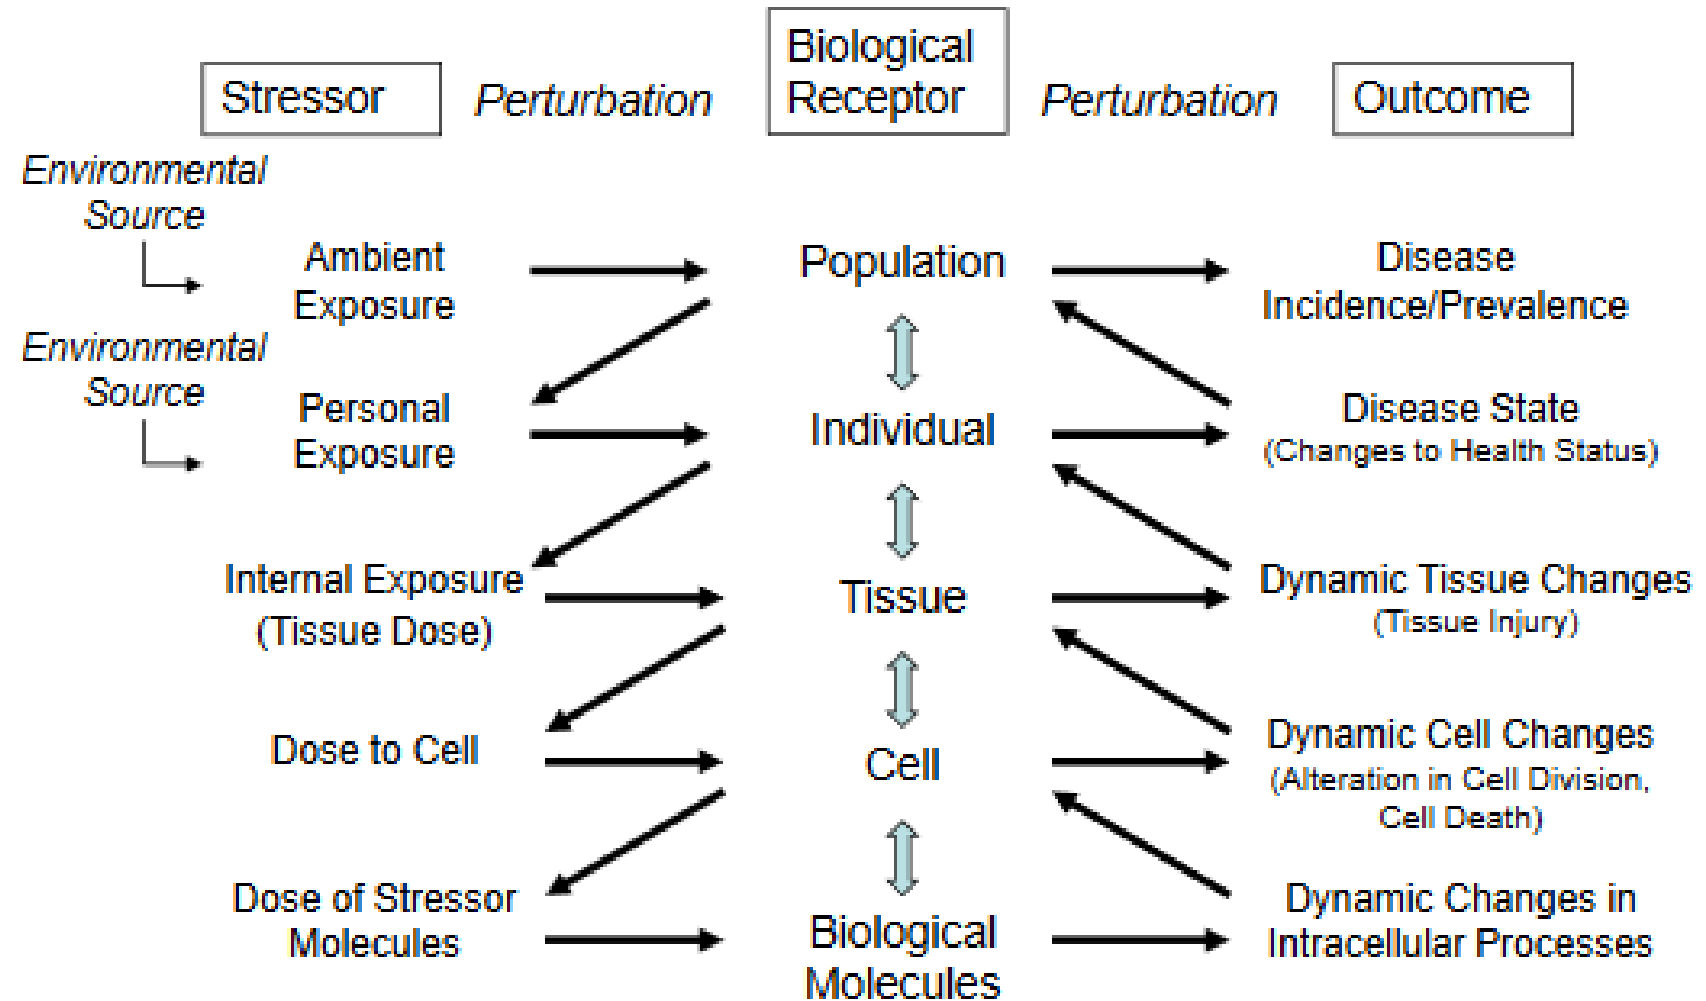 Stressor
Perturbation
Biological
Receptor
Perturbation
Outcome
Environmental
Source
Ambient
Exposure
Population
Disease
Incidence/Prevalence
Environmental
Source
Personal
Exposure
Individual
Disease State
(Changes to Health Status)
Internal Exposure
(Tissue Dose)
Tissue
Dynamic Tissue Changes
(Tissue Injury)
Dose to Cell
Cell
Dynamic Cell Changes
(Alteration in Cell Division,
Cell Death)
Dose of Stressor
Molecules
Biological
Molecules
Dynamic Changes in
Intracellular Processes